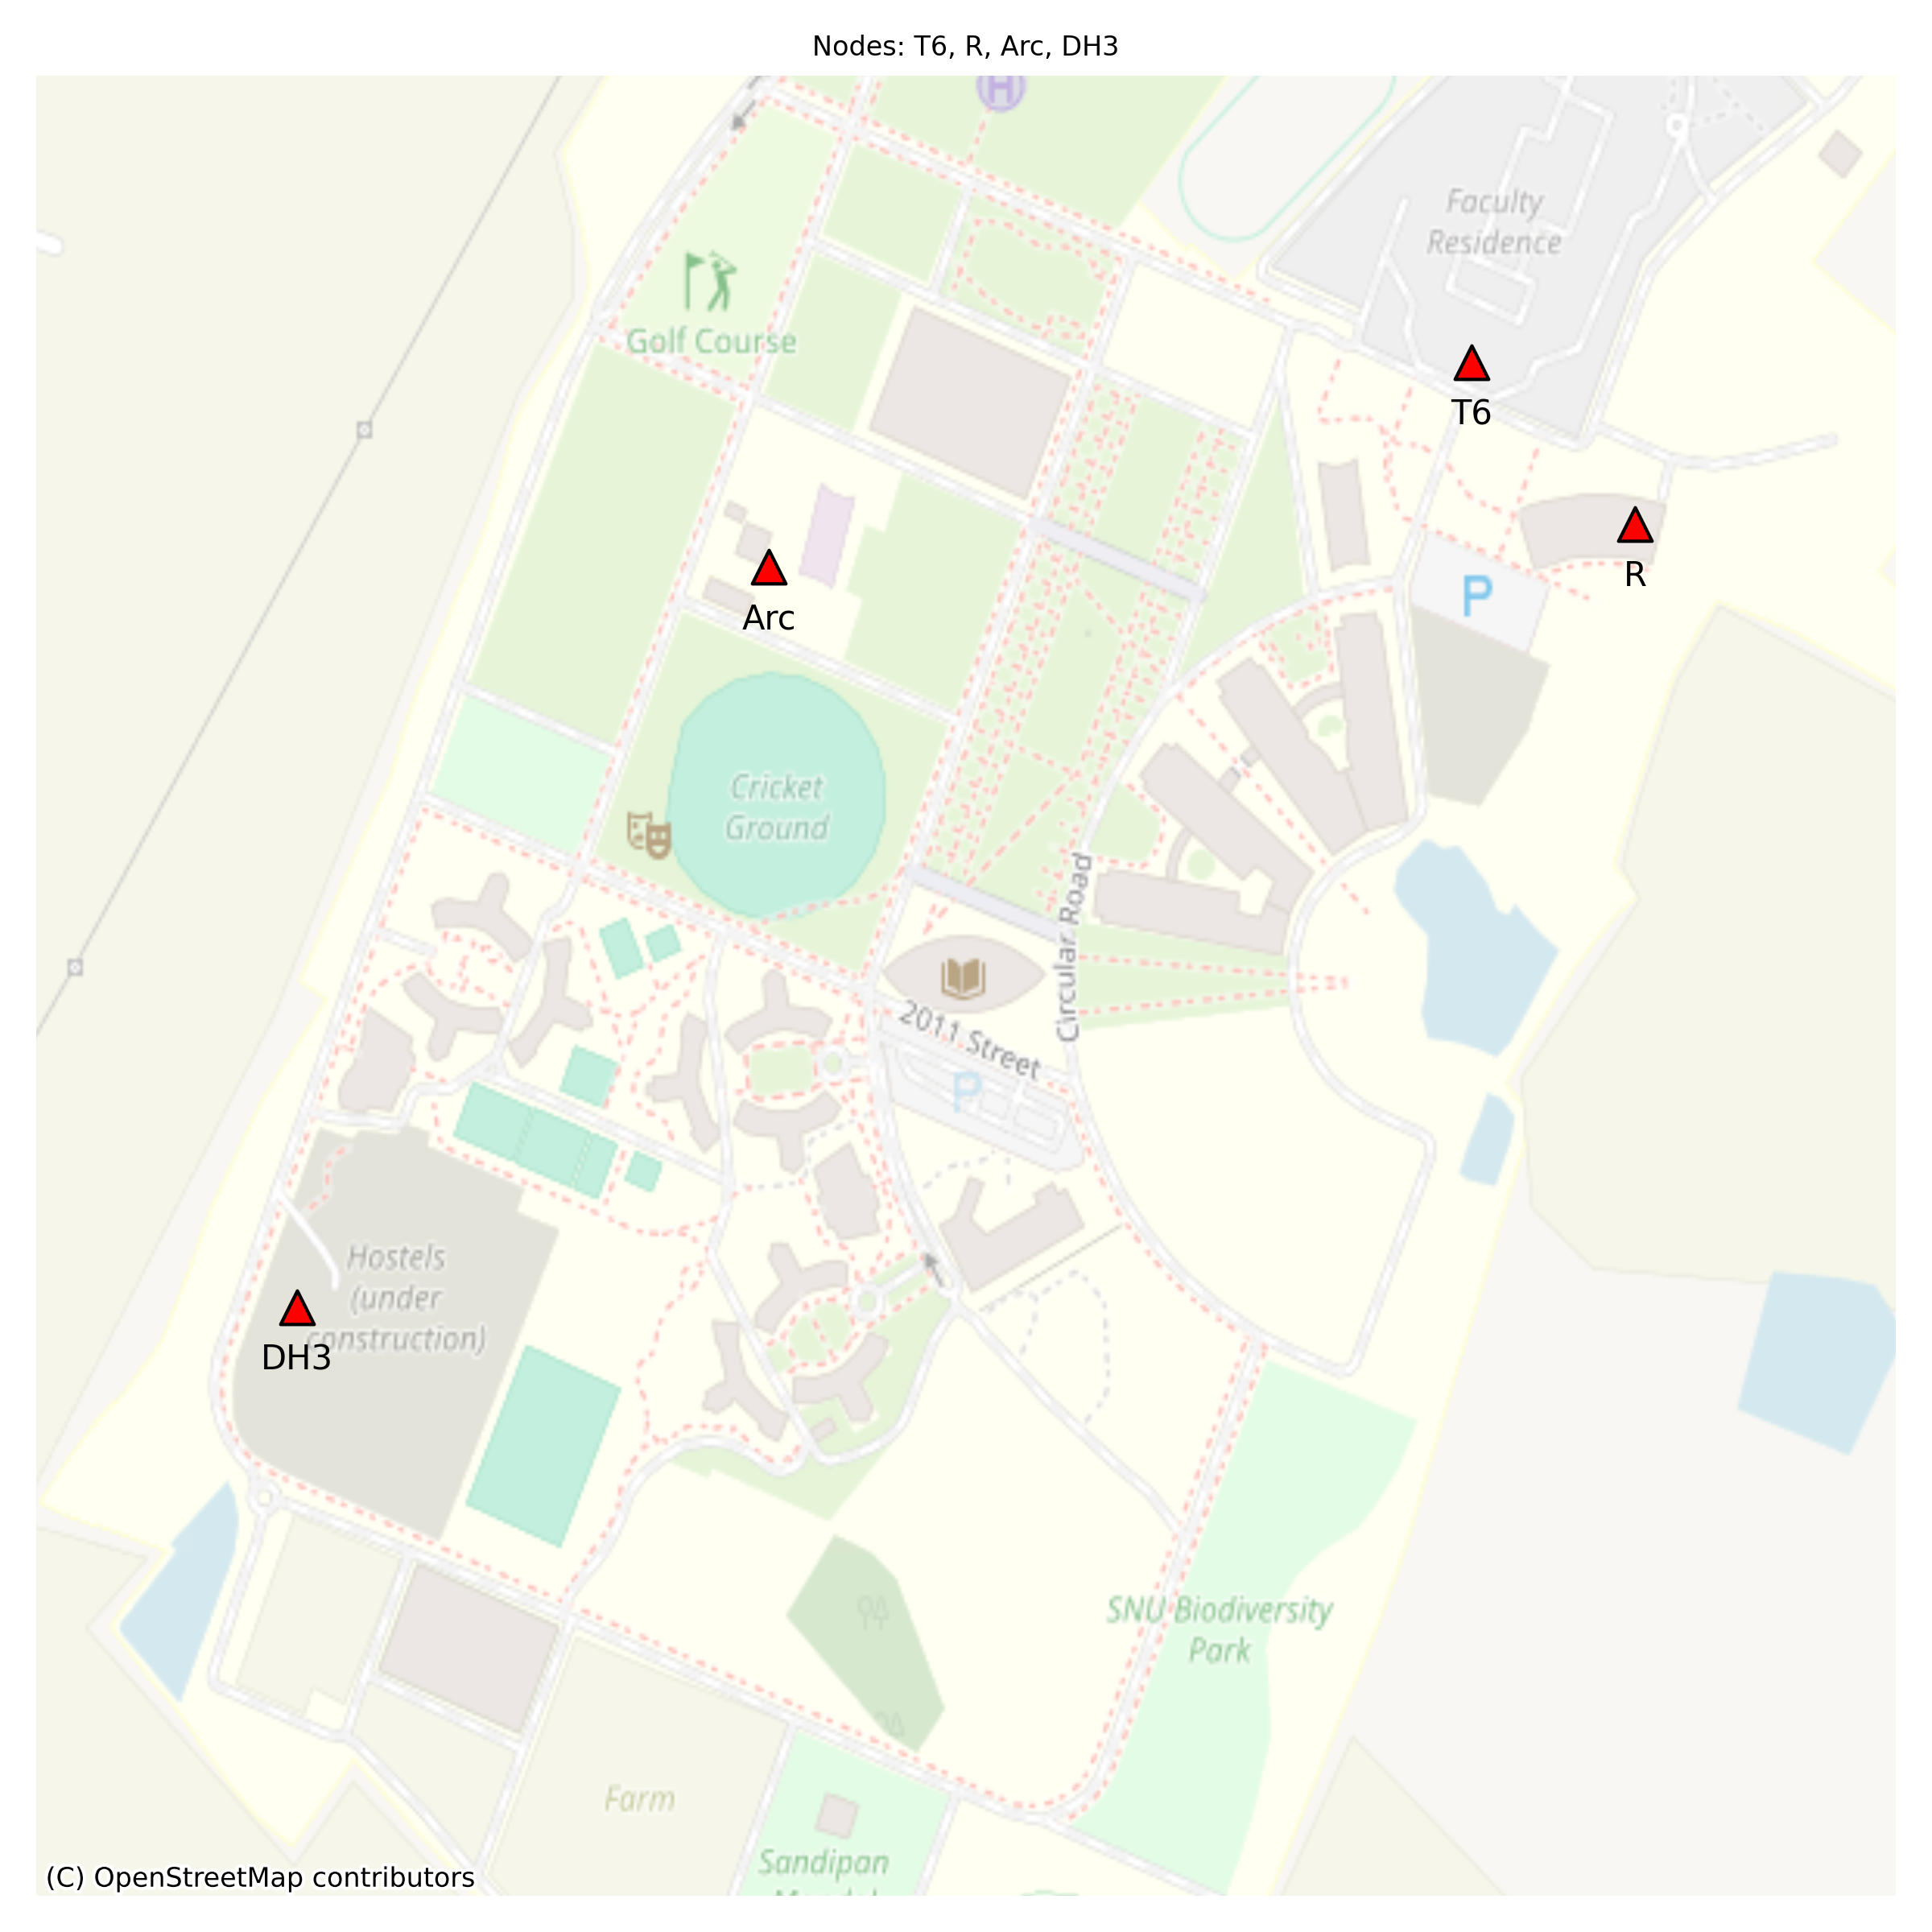 Nodes: T6, R, Arc, DH3
H
Faculty
Residence
Golf Course
T6
R
P
Arc
Cricket
Ground
Circular Road
2011 Street
P
Hostels
(under
construction)
DH3
SNU Biodiversity
Park
Farm
Sandipan
(C) OpenStreetMap contributors